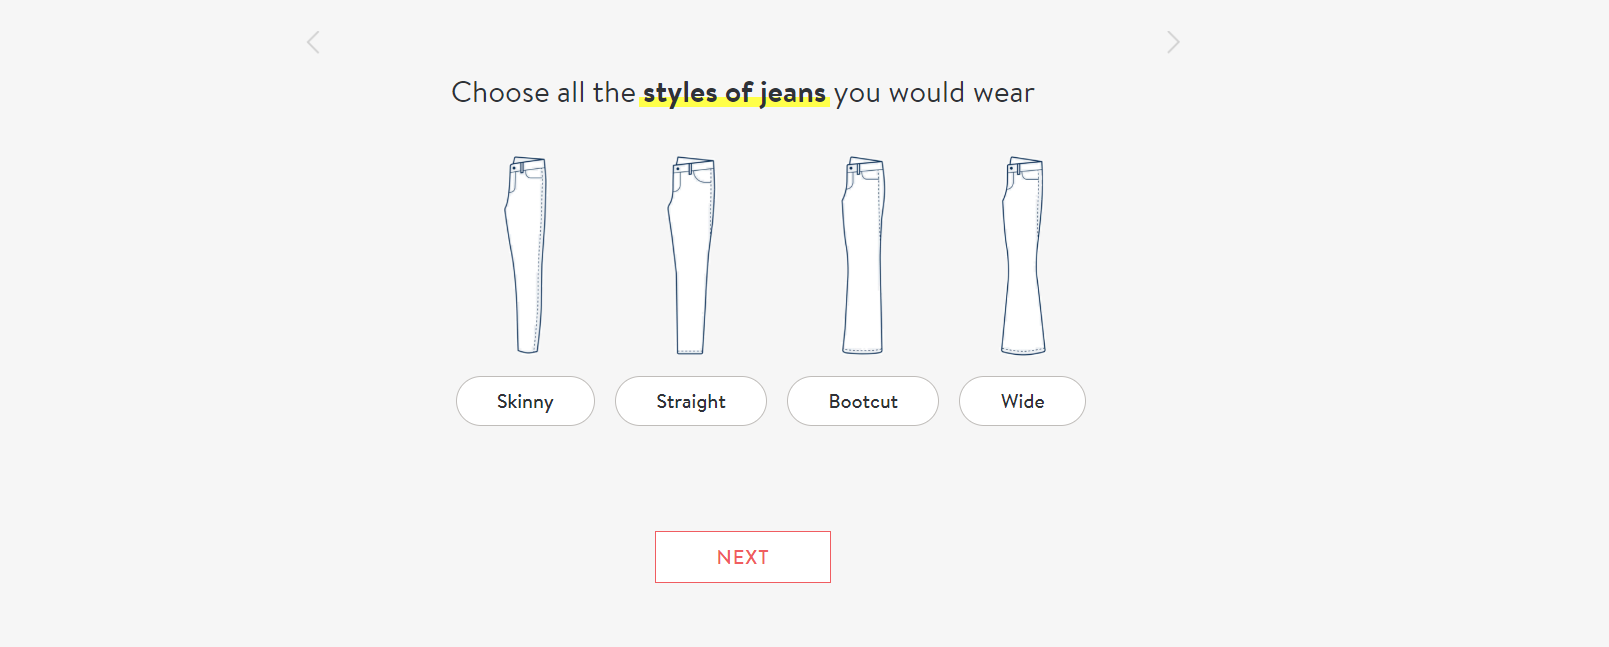 Choose all the styles of jeans you would wear
Skinny
Straight
Bootcut
Wide
NEXT